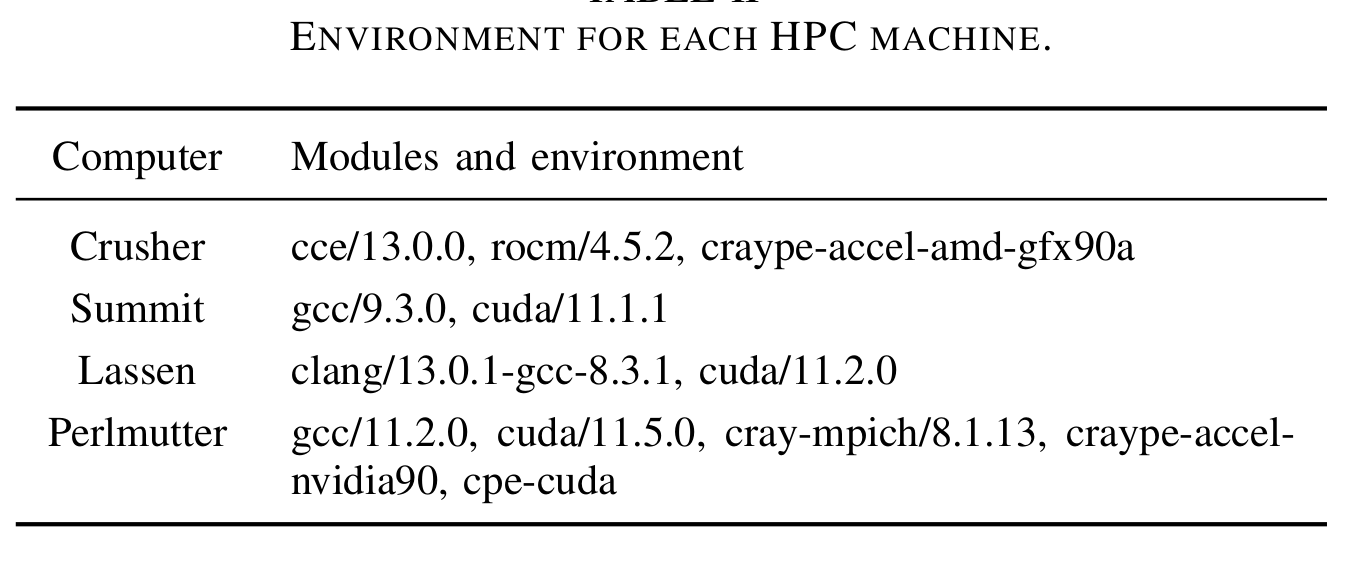 ENVIRONMENT FOR EACH HPC MACHINE.
Computer Modules and environment
Crusher cce/13.0.0, rocm/4.5.2, craype-accel-amd-gfx90a
Summit gcc/9.3.0, cuda/11.1.1
Lassen clang/13.0.1-gcc-8.3.1, cuda/11.2.0
Perlmutter gcc/11.2.0, cuda/11.5.0, cray-mpich/8.1.13, craype-accel-
nvidia90, cpe-cuda